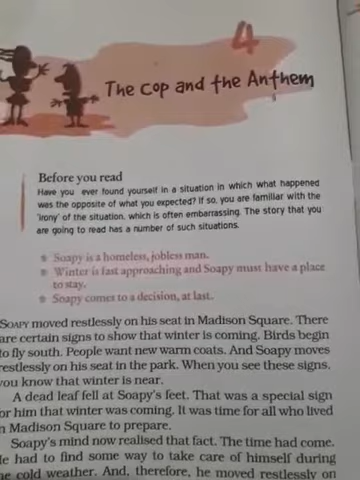 4
The Cop and the Anthem
Before you read
Have you ever found yourself in a situation in which what happened
was the opposite of what you expected? If so, you are familiar with the
'irony' of the situation, which is often embarrassing. The story that you
are going to read has a number of such situations.
Soapy is a homeless, jobless man.
Winter is fast approaching and Soapy must have a place
to stay.
Soapy comes to a decision, at last.
SOAPY moved restlessly on his seat in Madison Square. There
are certain signs to show that winter is coming. Birds begin
to fly south. People want new warm coats. And Soapy moves
restlessly on his seat in the park. When you see these signs,
you know that winter is near.
A dead leaf fell at Soapy's feet. That was a special sign
for him that winter was coming. It was time for all who lived
in Madison Square to prepare.
Soapy's mind now realised that fact. The time had come.
He had to find some way to take care of himself during
the cold weather. And, therefore, he moved restlessly on